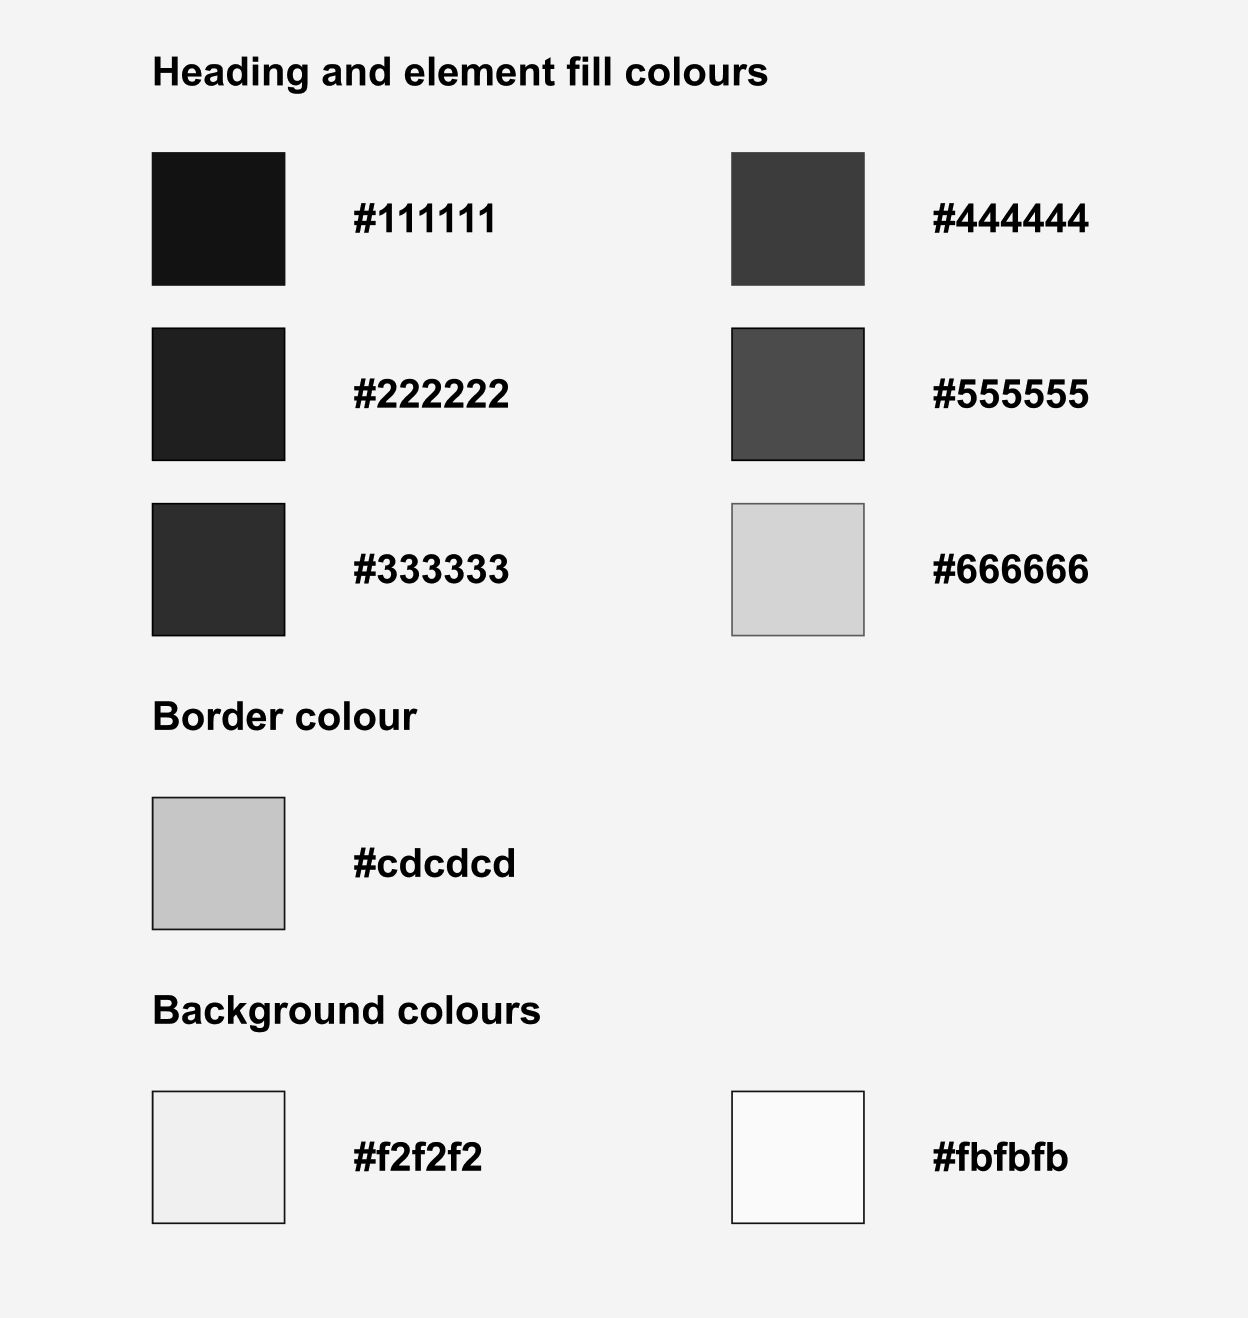 Heading and element fill colours
#111111
#444444
#222222
#555555
#333333
#666666
Border colour
#cdcdcd
Background colours
#f2f2f2
#fbfbfb